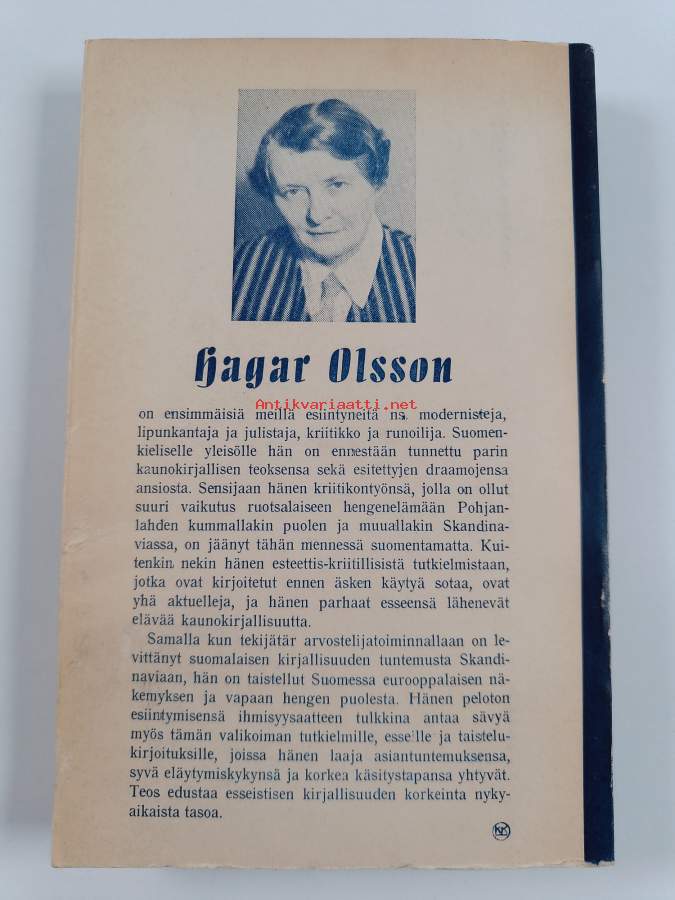 Hagar Olsson
Antikvariaatti.net
on ensimmäisiä meillä esiintyneitä ns. modernisteja,
lipunkantaja ja julistaja, kriitikko ja runoilija. Suomen-
kieliselle yleisölle hän on ennestään tunnettu parin
kaunokirjallisen teoksensa sekä esitettyjen draamojensa
ansiosta. Sensijaan hänen kriitikontyönsä, jolla on ollut
suuri vaikutus ruotsalaiseen hengenelämään Pohjan-
lahden kummallakin puolen ja muuallakin Skandina-
viassa, on jäänyt tähän mennessä suomentamatta. Kui-
tenkin nekin hänen esteettis-kriitillisistä tutkielmistaan,
jotka ovat kirjoitetut ennen äsken käytyä sotaa, ovat
yhä aktuelleja, ja hänen parhaat esseensä lähenevät
elävää kaunokirjallisuutta.
Samalla kun tekijätär arvostelijatoiminnallaan on le-
vittänyt suomalaisen kirjallisuuden tuntemusta Skandi-
naviaan, hän on taistellut Suomessa eurooppalaisen nä-
kemyksen ja vapaan hengen puolesta. Hänen peloton
esiintymisensä ihmisyysaatteen tulkkina antaa sävyä
myös tämän valikoiman tutkielmille, esseille ja taistelu-
kirjoituksille, joissa hänen laaja asiantuntemuksensa,
syvä eläytymiskykynsä ja korkea käsitystapansa yhtyvät.
Teos edustaa esseistisen kirjallisuuden korkeinta nyky-
aikaista tasoa.
KK